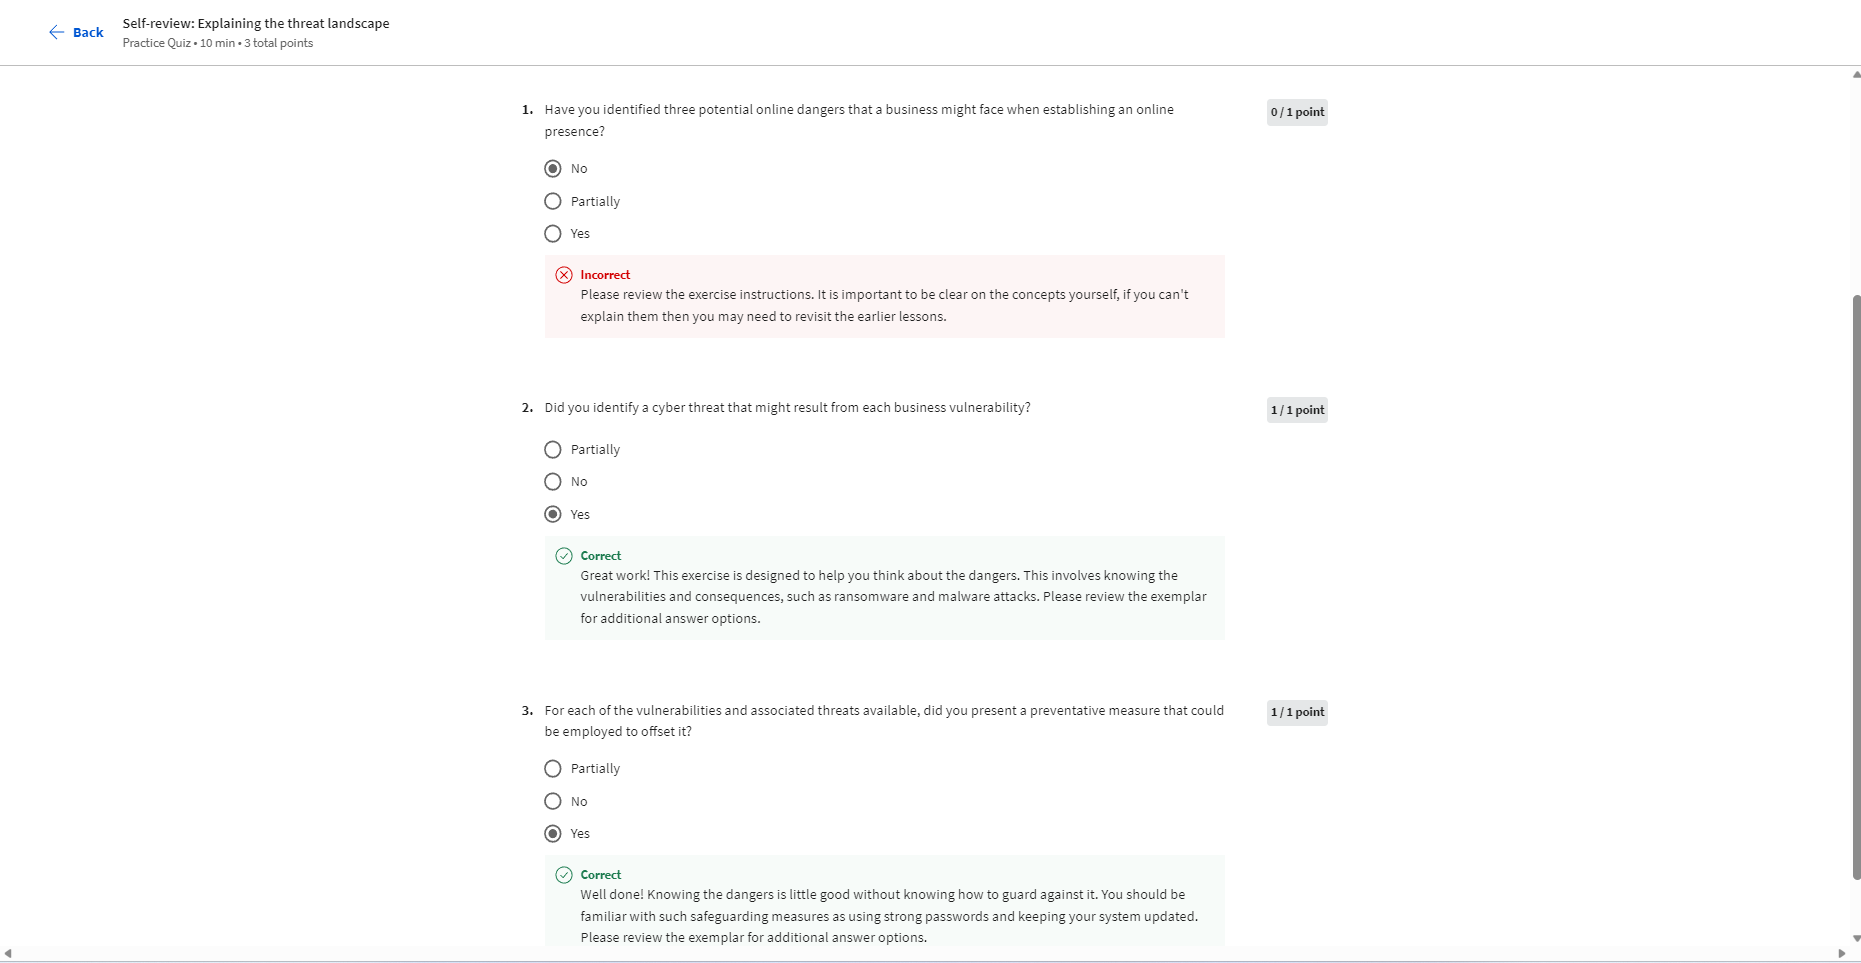 Back
Self-review: Explaining the threat landscape
Practice Quiz • 10 min • 3 total points
1. Have you identified three potential online dangers that a business might face when establishing an online
presence?
0 / 1 point
No
Partially
Yes
Incorrect
Please review the exercise instructions. It is important to be clear on the concepts yourself, if you can't
explain them then you may need to revisit the earlier lessons.
2. Did you identify a cyber threat that might result from each business vulnerability?
1 / 1 point
Partially
No
Yes
Correct
Great work! This exercise is designed to help you think about the dangers. This involves knowing the
vulnerabilities and consequences, such as ransomware and malware attacks. Please review the exemplar
for additional answer options.
3. For each of the vulnerabilities and associated threats available, did you present a preventative measure that could
be employed to offset it?
1 / 1 point
Partially
No
Yes
Correct
Well done! Knowing the dangers is little good without knowing how to guard against it. You should be
familiar with such safeguarding measures as using strong passwords and keeping your system updated.
Please review the exemplar for additional answer options.